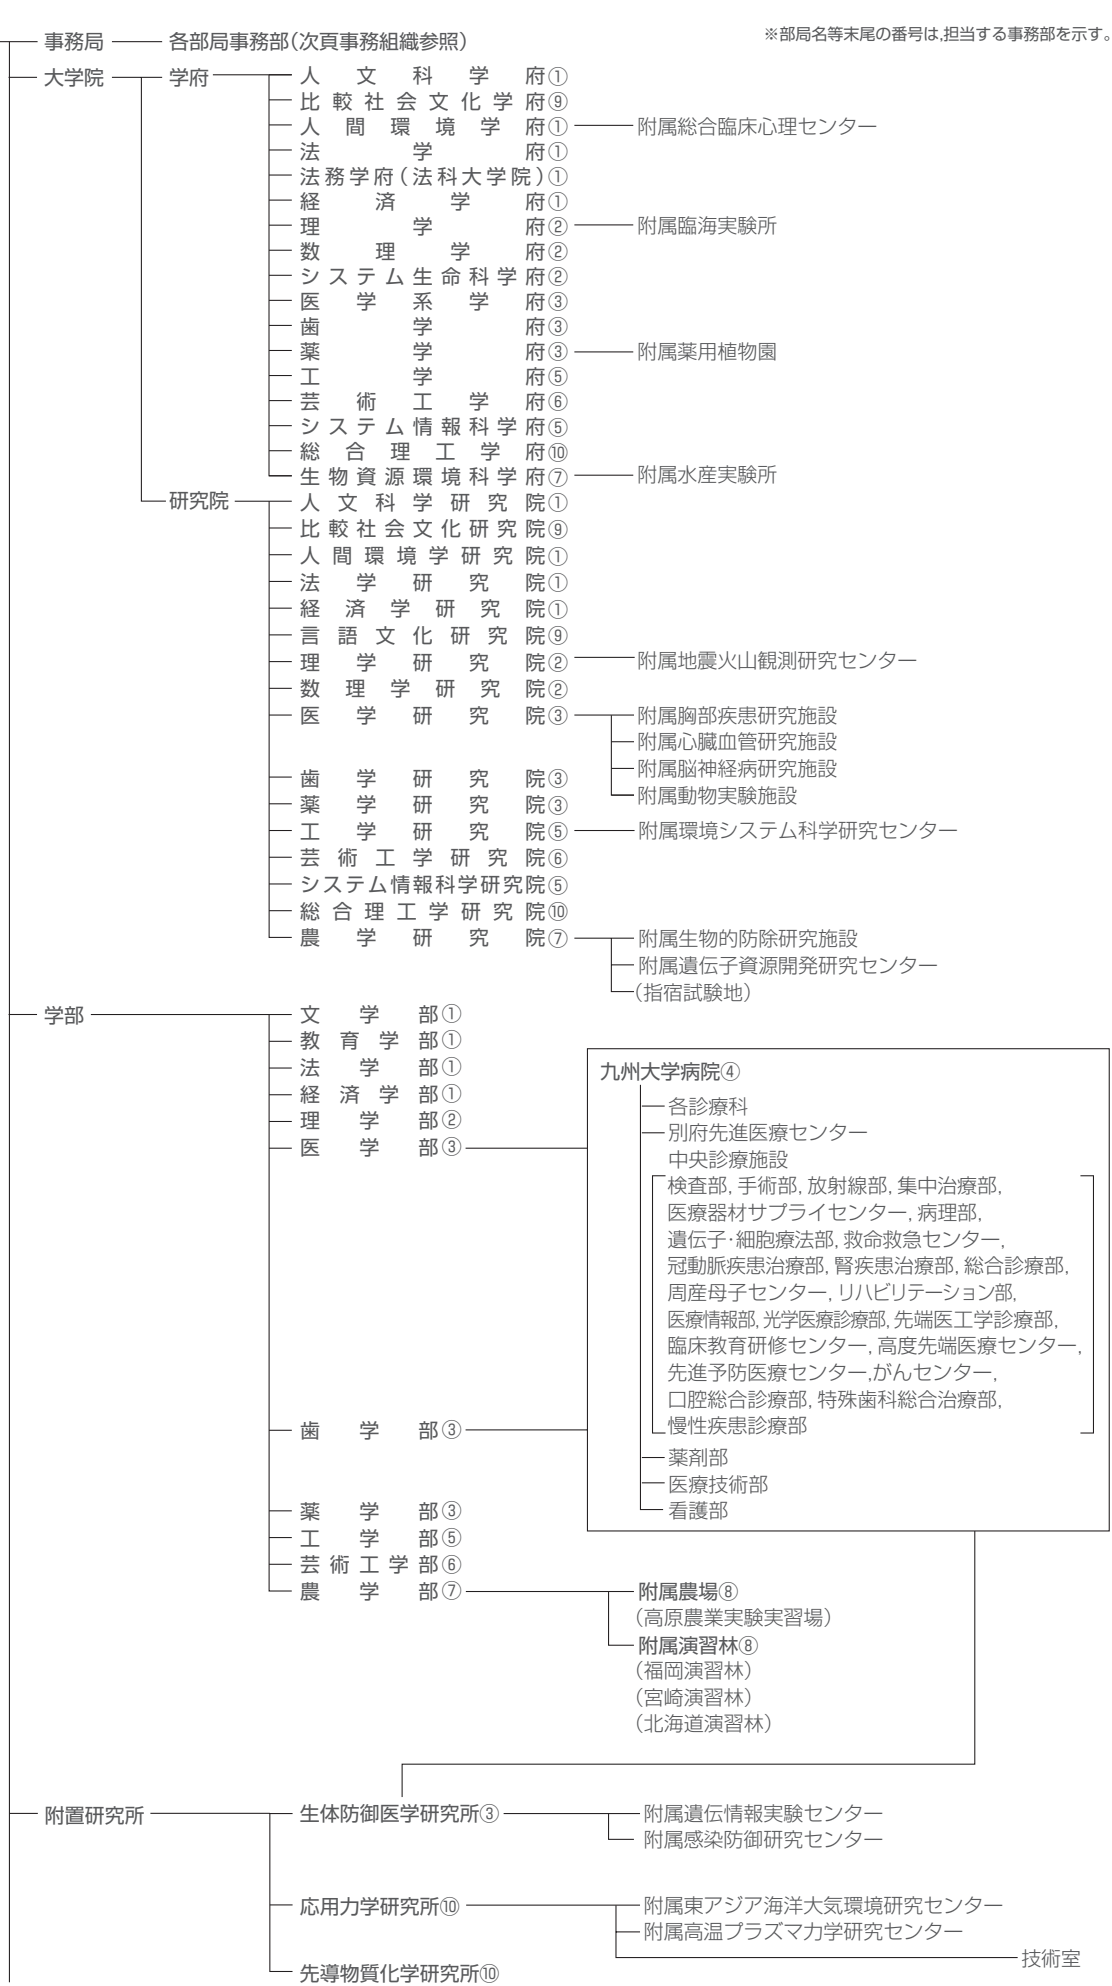 ※部局名等末尾の番号は,担当する事務部を示す。
事務局 各部局事務部(次頁事務組織参照)
大学院 学府 人文科学府①
比較社会文化学府⑨
人間環境学府① 附属総合臨床心理センター
法学府①
法務学府(法科大学院)①
経済学府①
理学府② 附属臨海実験所
数理学府②
システム生命科学府②
医学系学府③
歯学府③
薬学府③ 附属薬用植物園
工学府⑤
芸術工学府⑥
システム情報科学府⑤
総合理工学府⑩
生物資源環境科学府⑦ 附属水産実験所
研究院 人文科学研究院①
比較社会文化研究院⑨
人間環境学研究院①
法学研究院①
経済学研究院①
言語文化研究院⑨
理学研究院② 附属地震火山観測研究センター
数理学研究院②
医学研究院③ 附属胸部疾患研究施設
附属心臓血管研究施設
附属脳神経病研究施設
附属動物実験施設
歯学研究院③
薬学研究院③
工学研究院⑤ 附属環境システム科学研究センター
芸術工学研究院⑥
システム情報科学研究院⑤
総合理工学研究院⑩
農学研究院⑦ 附属生物的防除研究施設
附属遺伝子資源開発研究センター
(指宿試験地)
学部 文学部①
教育学部①
法学部①
経済学部①
理学部②
医学部③
九州大学病院④
各診療科
別府先進医療センター
中央診療施設
検査部,手術部,放射線部,集中治療部,
医療器材サプライセンター,病理部,
遺伝子・細胞療法部,救命救急センター,
冠動脈疾患治療部,腎疾患治療部,総合診療部,
周産母子センター,リハビリテーション部,
医療情報部,光学医療診療部,先端医工学診療部,
臨床教育研修センター,高度先端医療センター,
先進予防医療センター,がんセンター,
口腔総合診療部,特殊歯科総合治療部,
慢性疾患診療部
薬剤部
医療技術部
看護部
歯学部③
薬学部③
工学部⑤
芸術工学部⑥
農学部⑦ 附属農場⑧
(高原農業実験実習場)
附属演習林⑧
(福岡演習林)
(宮崎演習林)
(北海道演習林)
附置研究所 生体防御医学研究所③ 附属遺伝情報実験センター
附属感染防御研究センター
応用力学研究所⑩ 附属東アジア海洋大気環境研究センター
附属高温プラズマ力学研究センター
技術室
先導物質化学研究所⑩